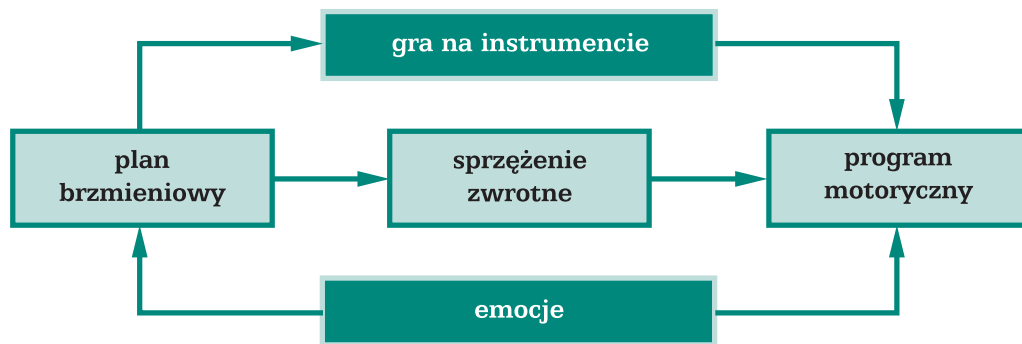 gra na instrumencie
plan
brzmieniowy
sprzężenie
zwrotne
program
motoryczny
emocje